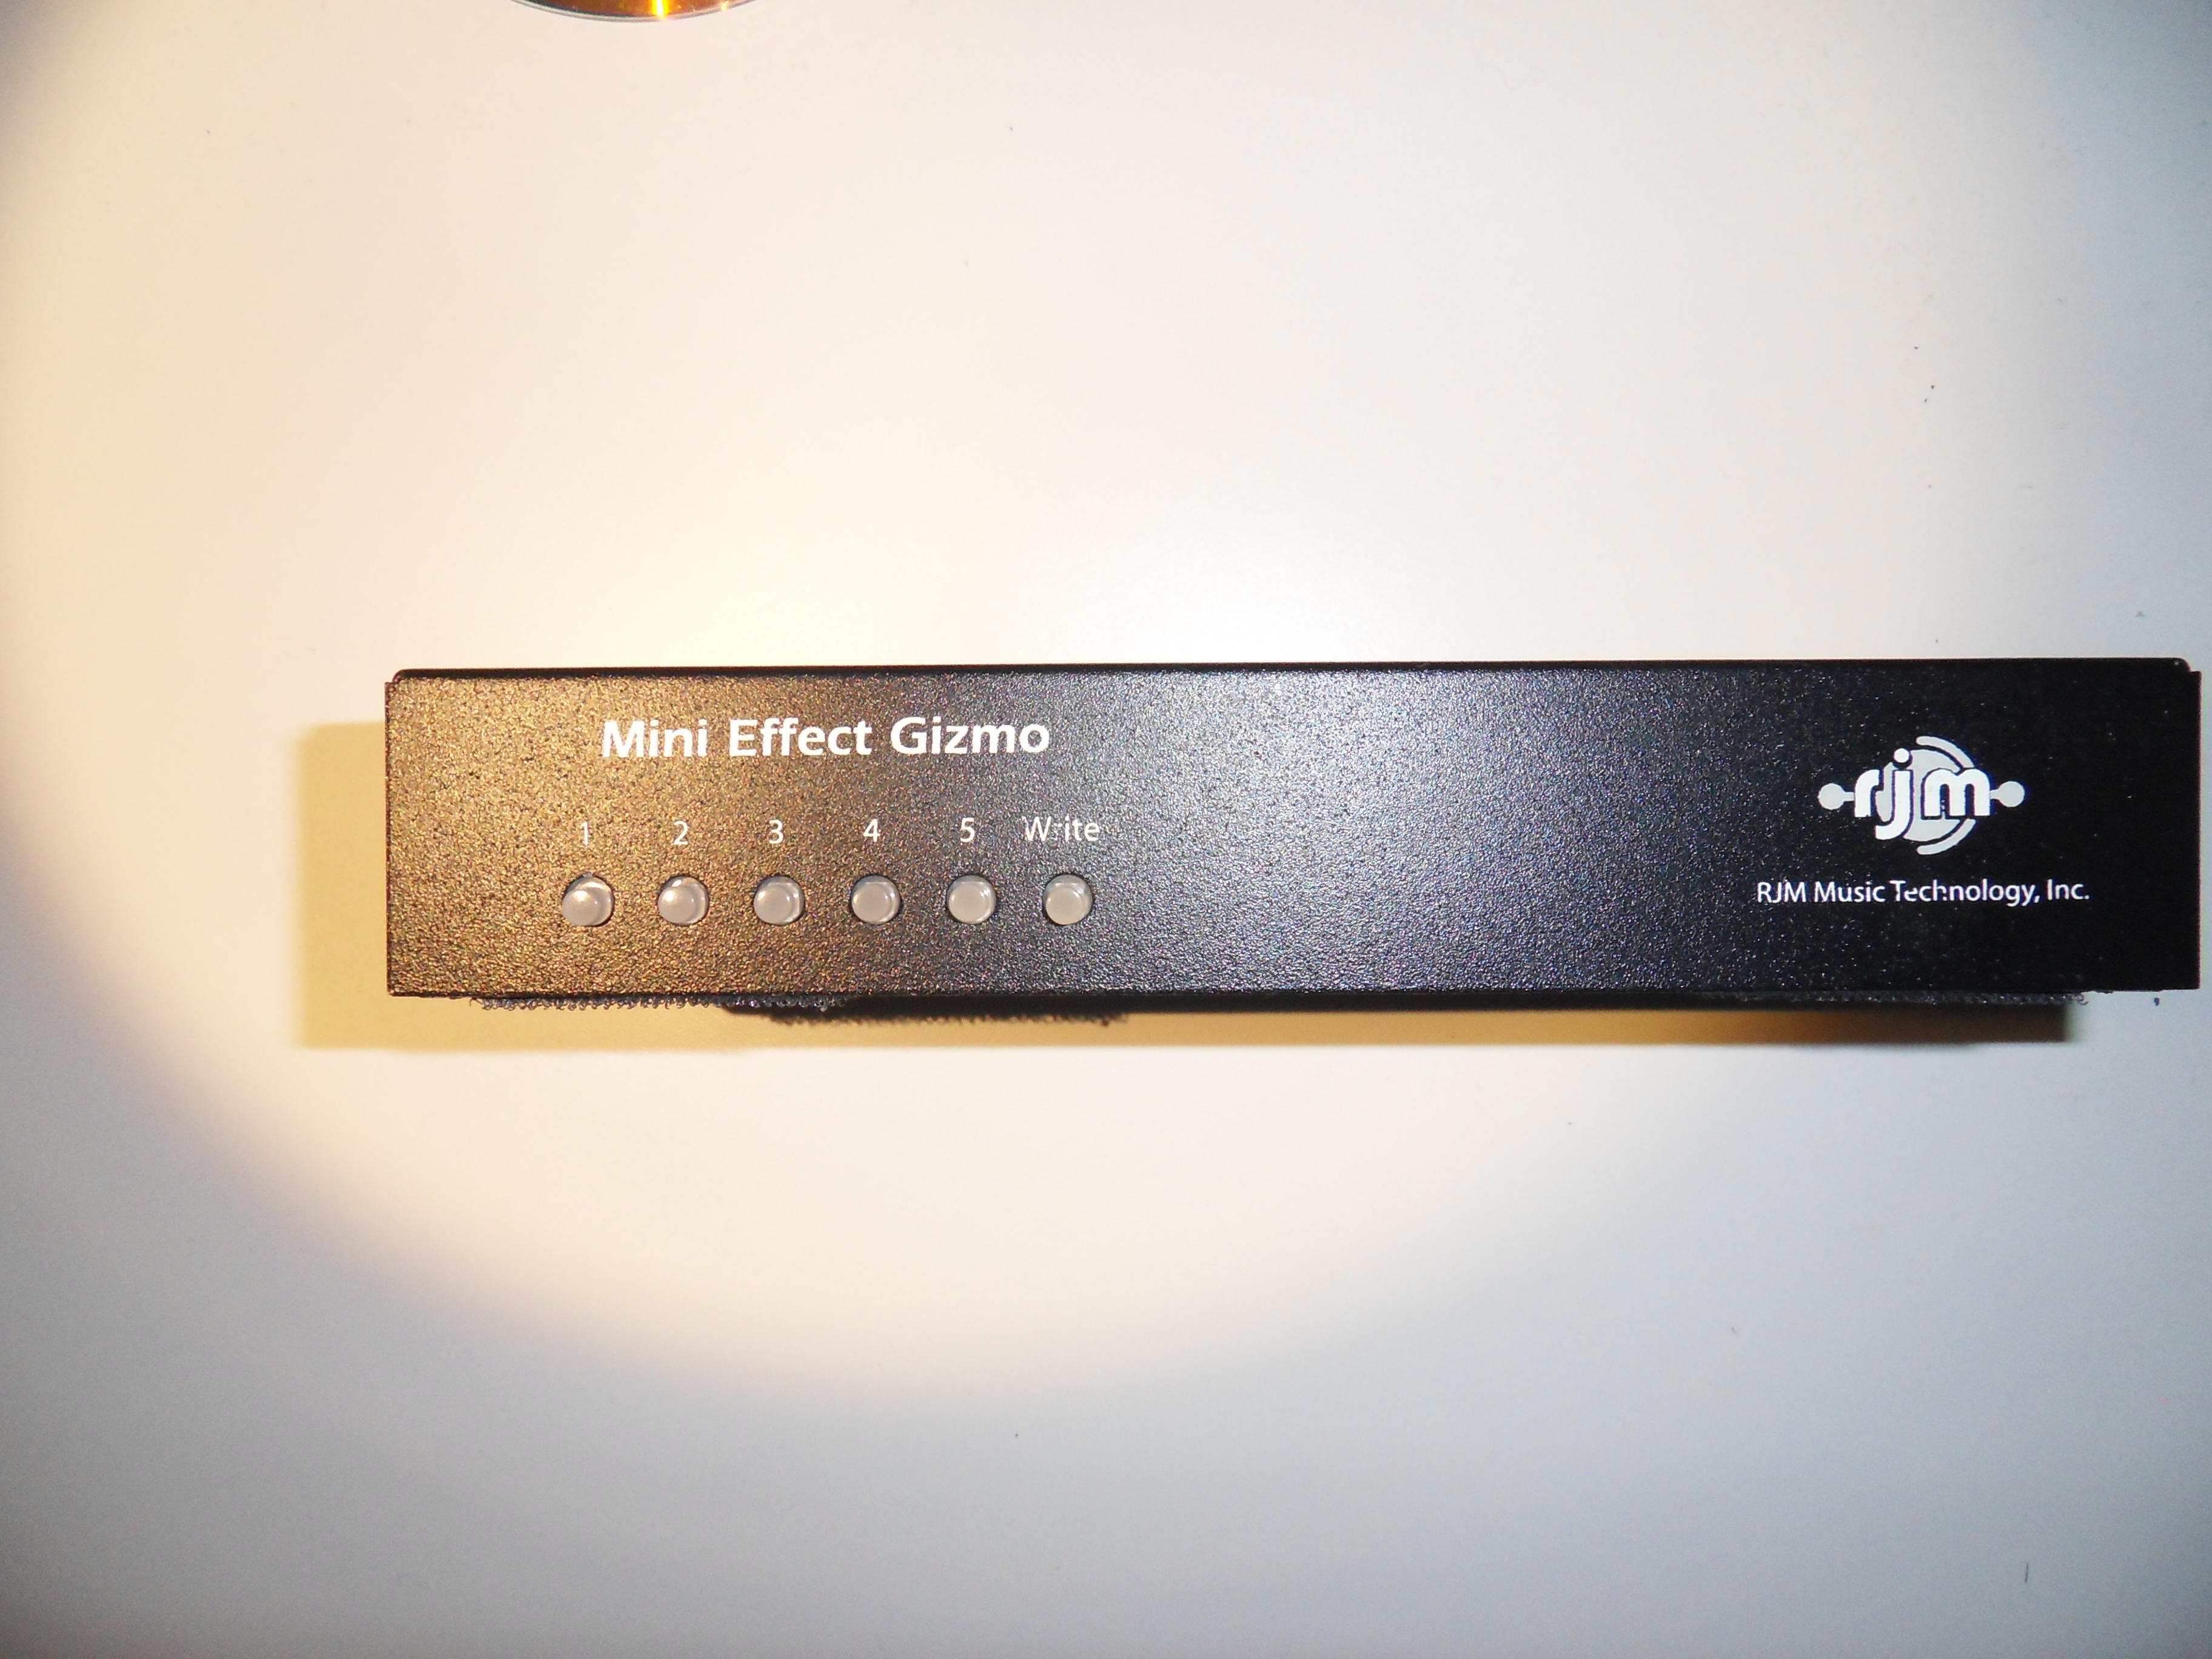 Mini Effect Gizmo
1 2 3 4 5 Write
rjm
RJM Music Technology, Inc.